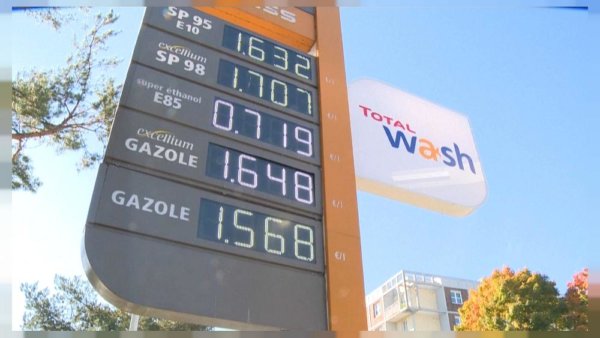 SP 95
E10
1.632
excellium
SP 98
1.707
super éthanol
E85
0.719
€/l
excellium
GAZOLE
1.648
€/l
GAZOLE
1.568
€/l
TOTAL
wash